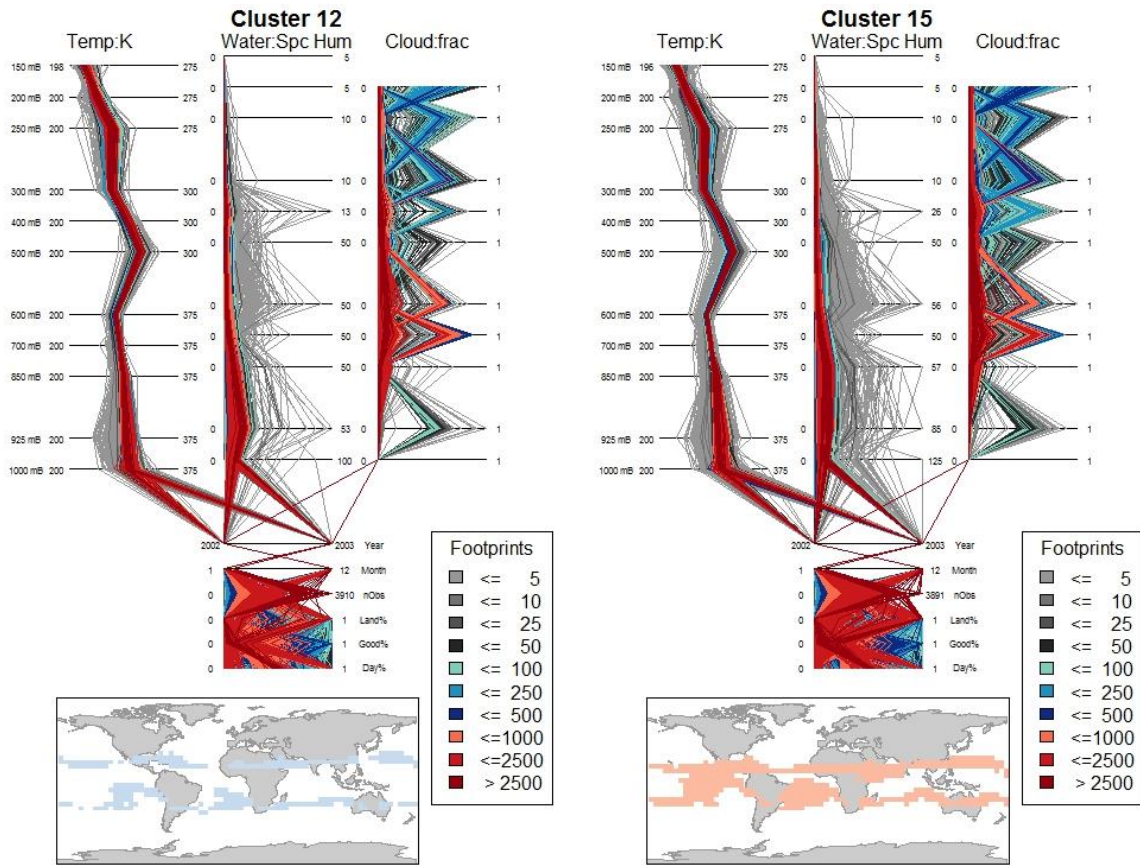 Cluster 12
Temp:K Water:Spc Hum Cloud:frac
150 mB 198 275 0 5
200 mB 200 275 0 5 0 1
250 mB 200 275 0 10 0 1
300 mB 200 300 0 10 0 1
400 mB 200 300 0 13 0 1
500 mB 200 300 0 50 0 1
600 mB 200 375 0 50 0 1
700 mB 200 375 0 50 0 1
850 mB 200 375 0 50 0 1
925 mB 200 375 0 53 0 1
1000 mB 200 375 0 100 0 1
2002 2003 Year
1 12 Month
0 3910 nObs
0 1 Land%
0 1 Good%
0 1 Day%
Footprints
<= 5
<= 10
<= 25
<= 50
<= 100
<= 250
<= 500
<=1000
<=2500
> 2500
Cluster 15
Temp:K Water:Spc Hum Cloud:frac
150 mB 196 275 0 5
200 mB 200 275 0 5 0 1
250 mB 200 275 0 10 0 1
300 mB 200 300 0 10 0 1
400 mB 200 300 0 26 0 1
500 mB 200 300 0 50 0 1
600 mB 200 375 0 56 0 1
700 mB 200 375 0 50 0 1
850 mB 200 375 0 57 0 1
925 mB 200 375 0 85 0 1
1000 mB 200 375 0 125 0 1
2002 2003 Year
1 12 Month
0 3891 nObs
0 1 Land%
0 1 Good%
0 1 Day%
Footprints
<= 5
<= 10
<= 25
<= 50
<= 100
<= 250
<= 500
<=1000
<=2500
> 2500